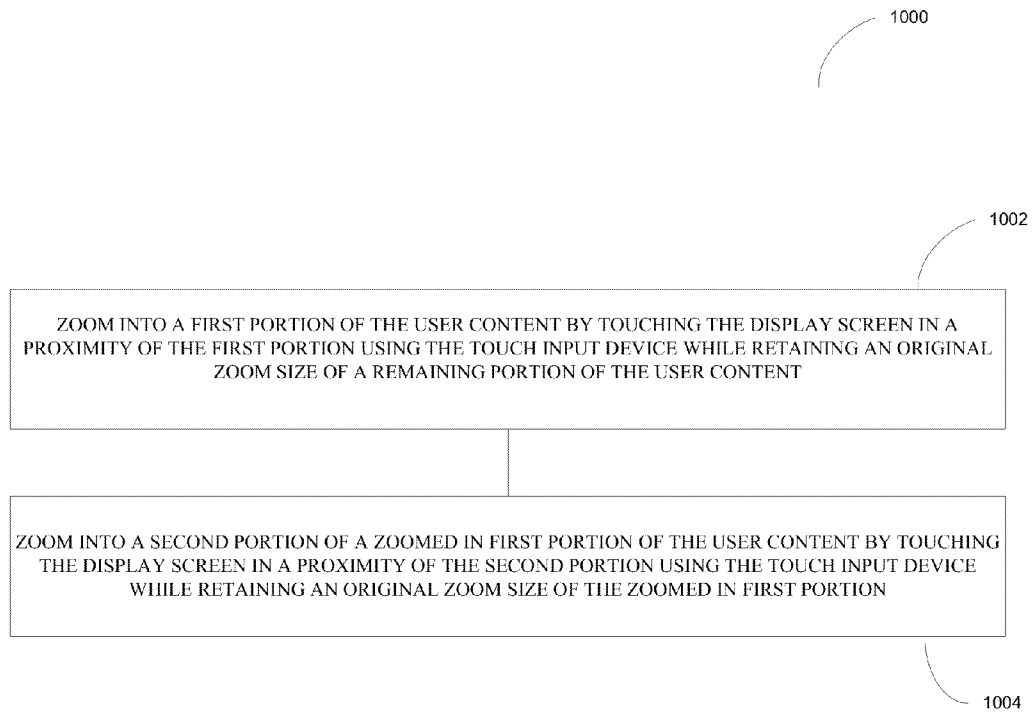 1000
1002
ZOOM INTO A FIRST PORTION OF THE USER CONTENT BY TOUCHING THE DISPLAY SCREEN IN A
PROXIMITY OF THE FIRST PORTION USING THE TOUCH INPUT DEVICE WHILE RETAINING AN ORIGINAL
ZOOM SIZE OF A REMAINING PORTION OF THE USER CONTENT
ZOOM INTO A SECOND PORTION OF A ZOOMED IN FIRST PORTION OF THE USER CONTENT BY TOUCHING
THE DISPLAY SCREEN IN A PROXIMITY OF THE SECOND PORTION USING THE TOUCH INPUT DEVICE
WHILE RETAINING AN ORIGINAL ZOOM SIZE OF THE ZOOMED IN FIRST PORTION
1004